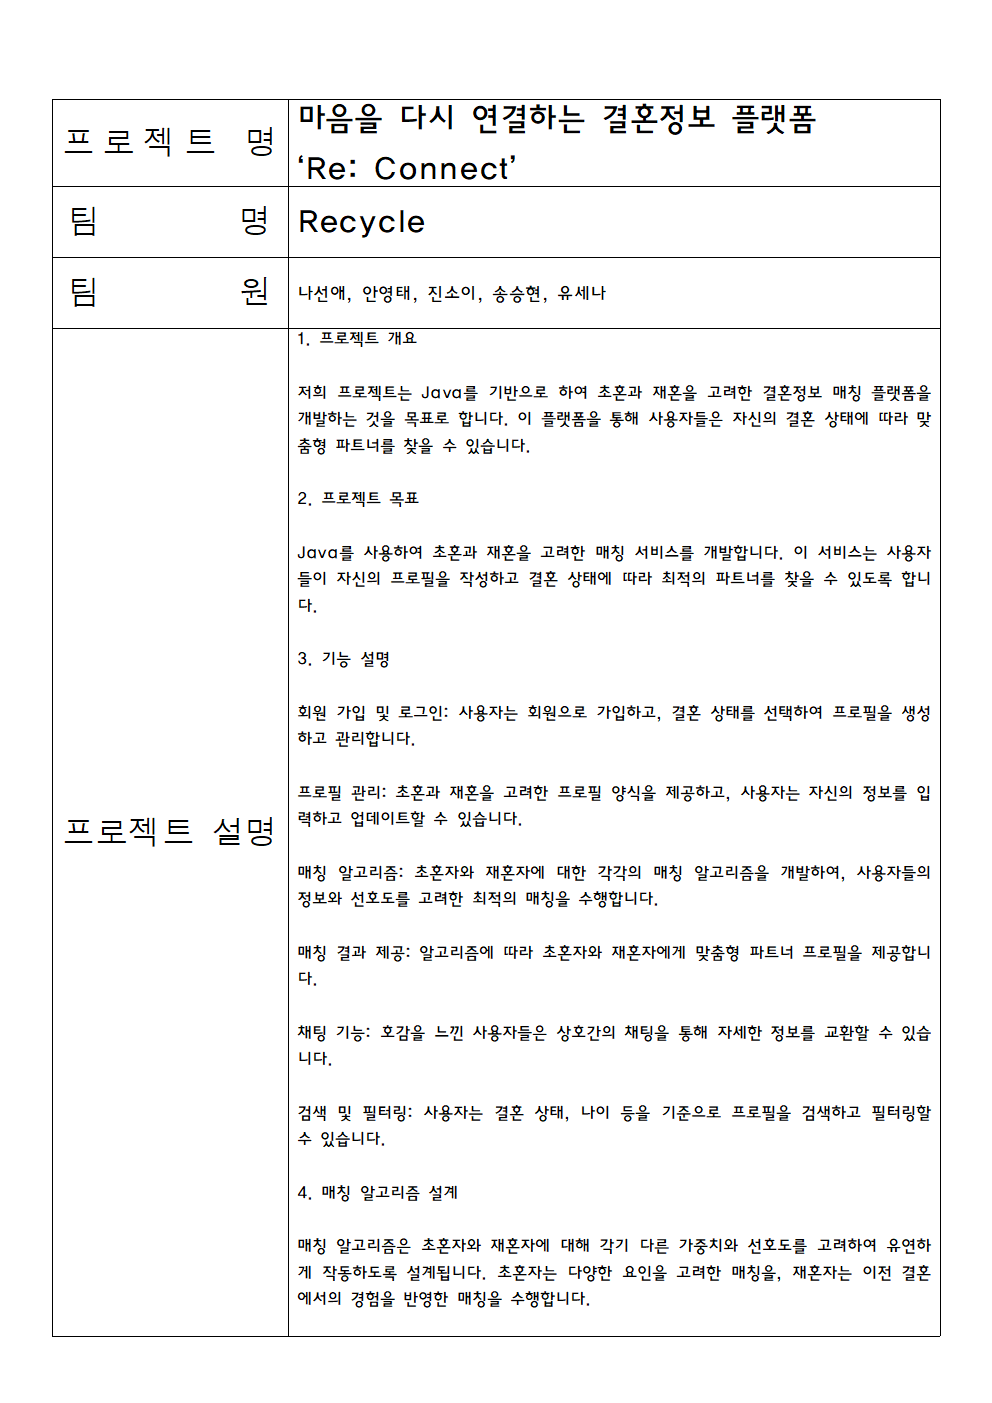 프로젝트 명
마음을 다시 연결하는 결혼정보 플랫폼
‘Re: Connect’
팀 명
Recycle
팀 원
나선애, 안영태, 진소이, 송승현, 유세나
프로젝트 설명
1. 프로젝트 개요
저희 프로젝트는 Java를 기반으로 하여 초혼과 재혼을 고려한 결혼정보 매칭 플랫폼을
개발하는 것을 목표로 합니다. 이 플랫폼을 통해 사용자들은 자신의 결혼 상태에 따라 맞
춤형 파트너를 찾을 수 있습니다.
2. 프로젝트 목표
Java를 사용하여 초혼과 재혼을 고려한 매칭 서비스를 개발합니다. 이 서비스는 사용자
들이 자신의 프로필을 작성하고 결혼 상태에 따라 최적의 파트너를 찾을 수 있도록 합니
다.
3. 기능 설명
회원 가입 및 로그인: 사용자는 회원으로 가입하고, 결혼 상태를 선택하여 프로필을 생성
하고 관리합니다.
프로필 관리: 초혼과 재혼을 고려한 프로필 양식을 제공하고, 사용자는 자신의 정보를 입
력하고 업데이트할 수 있습니다.
매칭 알고리즘: 초혼자와 재혼자에 대한 각각의 매칭 알고리즘을 개발하여, 사용자들의
정보와 선호도를 고려한 최적의 매칭을 수행합니다.
매칭 결과 제공: 알고리즘에 따라 초혼자와 재혼자에게 맞춤형 파트너 프로필을 제공합니
다.
채팅 기능: 호감을 느낀 사용자들은 상호간의 채팅을 통해 자세한 정보를 교환할 수 있습
니다.
검색 및 필터링: 사용자는 결혼 상태, 나이 등을 기준으로 프로필을 검색하고 필터링할
수 있습니다.
4. 매칭 알고리즘 설계
매칭 알고리즘은 초혼자와 재혼자에 대해 각기 다른 가중치와 선호도를 고려하여 유연하
게 작동하도록 설계됩니다. 초혼자는 다양한 요인을 고려한 매칭을, 재혼자는 이전 결혼
에서의 경험을 반영한 매칭을 수행합니다.